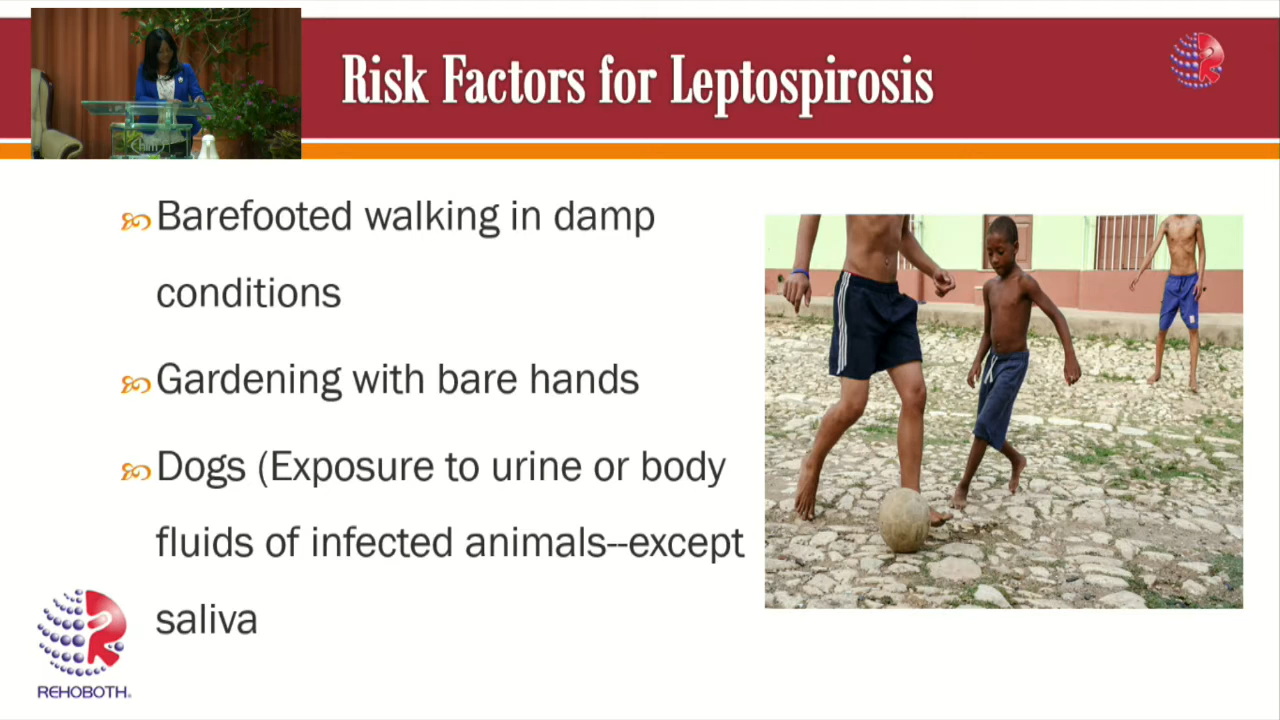 Risk Factors for Leptospirosis
Barefooted walking in damp
conditions
Gardening with bare hands
Dogs (Exposure to urine or body
fluids of infected animals--except
saliva
REHOBOTH